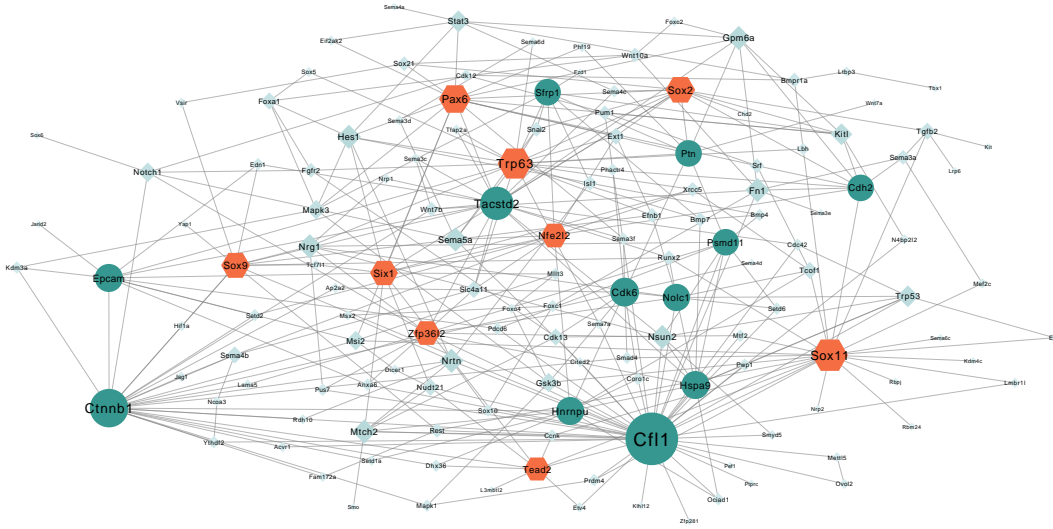 Sema4a
Stat3
Foxc2
Gpm6a
Eif2ak2
Sema6d
Phf19
Wnt10a
Sox21
Sox5
Cdk12
Fzd1
Bmpr1a
Ltbp3
Tbx1
Vasr
Foxa1
Pax6
Sfrp1
Sema4c
Sox2
Wnt7a
Pum1
Chd2
Sema3d
Tfap2a
Snai2
Ext1
Kitl
Tgfb2
Sox6
Hes1
Lbh
Kit
Notch1
Edn1
Fgfr2
Sema3c
Trp63
Phactr4
Ptn
Srf
Sema3a
Lrp6
Nrp1
Isl1
Xrcc5
Fn1
Cdh2
Mapk3
Wnt7b
Tacstd2
Efnb1
Bmp7
Bmp4
Sema3e
Jarid2
Yap1
Nrg1
Sema5a
Nfe2l2
Sema3f
Psmd11
Cdc42
N4bp2l2
Kdm3a
Epcam
Sox9
Tcf7l1
Six1
Runx2
Sema4d
Tcof1
Mllt3
Ap2a2
Slc4a11
Cdk6
Nolc1
Trp53
Mef2c
Hif1a
Setd2
Msx2
Foxo4
Foxc1
Setd6
Msi2
Zfp36l2
Pdcd6
Sema7a
Cdk13
Nsun2
Mtf2
Sema6c
E
Sema4b
Nrtn
Cited2
Smad4
Pwp1
Sox11
Kdm4c
Jag1
Lama5
Anxa6
Dicer1
Nudt21
Gsk3b
Coro1c
Hspa9
Rbpj
Lmbr1l
Pus7
Ctnnb1
Ncoa3
Rdh10
Sox10
Hnrnpu
Nrp2
Rbm24
Ythdf2
Acvr1
Mtch2
Rest
Ccnk
Cfl1
Smyd5
Setd1a
Dhx36
Tead2
Mettl5
Fam172a
Prdm4
Paf1
Ptprc
Ovol2
L3mbtl2
Smo
Mapk1
Etv4
Klhl12
Ociad1
Zfp281